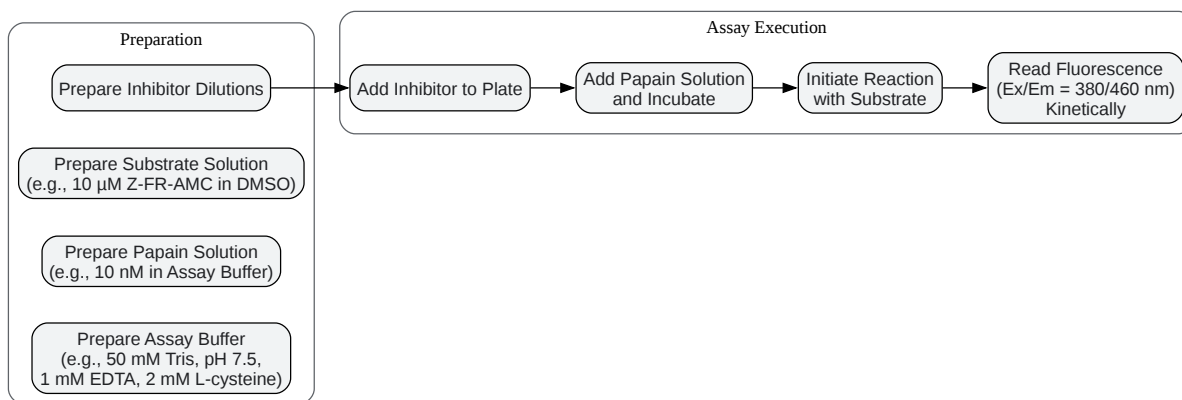 Preparation
Prepare Inhibitor Dilutions
Prepare Substrate Solution
(e.g., 10 µM Z-FR-AMC in DMSO)
Prepare Papain Solution
(e.g., 10 nM in Assay Buffer)
Prepare Assay Buffer
(e.g., 50 mM Tris, pH 7.5,
1 mM EDTA, 2 mM L-cysteine)
Assay Execution
Add Inhibitor to Plate
Add Papain Solution
and Incubate
Initiate Reaction
with Substrate
Read Fluorescence
(Ex/Em = 380/460 nm)
Kinetically